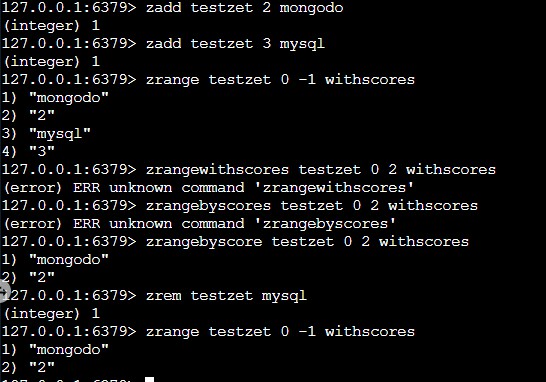 127.0.0.1:6379> zadd testzet 2 mongodo
(integer) 1
127.0.0.1:6379> zadd testzet 3 mysql
(integer) 1
127.0.0.1:6379> zrange testzet 0 -1 withscores
1) "mongodo"
2) "2"
3) "mysql"
4) "3"
127.0.0.1:6379> zrangewithscores testzet 0 2 withscores
(error) ERR unknown command 'zrangewithscores'
127.0.0.1:6379> zrangebyscores testzet 0 2 withscores
(error) ERR unknown command 'zrangebyscores'
127.0.0.1:6379> zrangebyscore testzet 0 2 withscores
1) "mongodo"
2) "2"
127.0.0.1:6379> zrem testzet mysql
(integer) 1
127.0.0.1:6379> zrange testzet 0 -1 withscores
1) "mongodo"
2) "2"
127.0.0.1:6379>